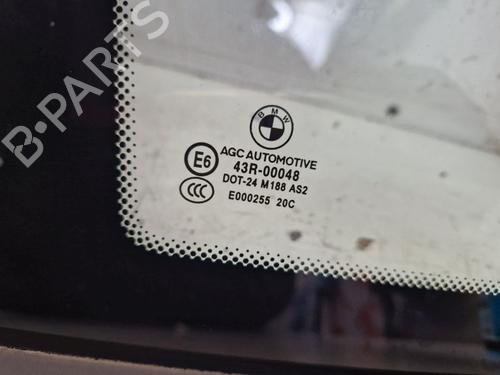 B-PARTS
BMW
AGC AUTOMOTIVE
E6 43R-00048
DOT-24 M188 AS2
CCC E000255 20C